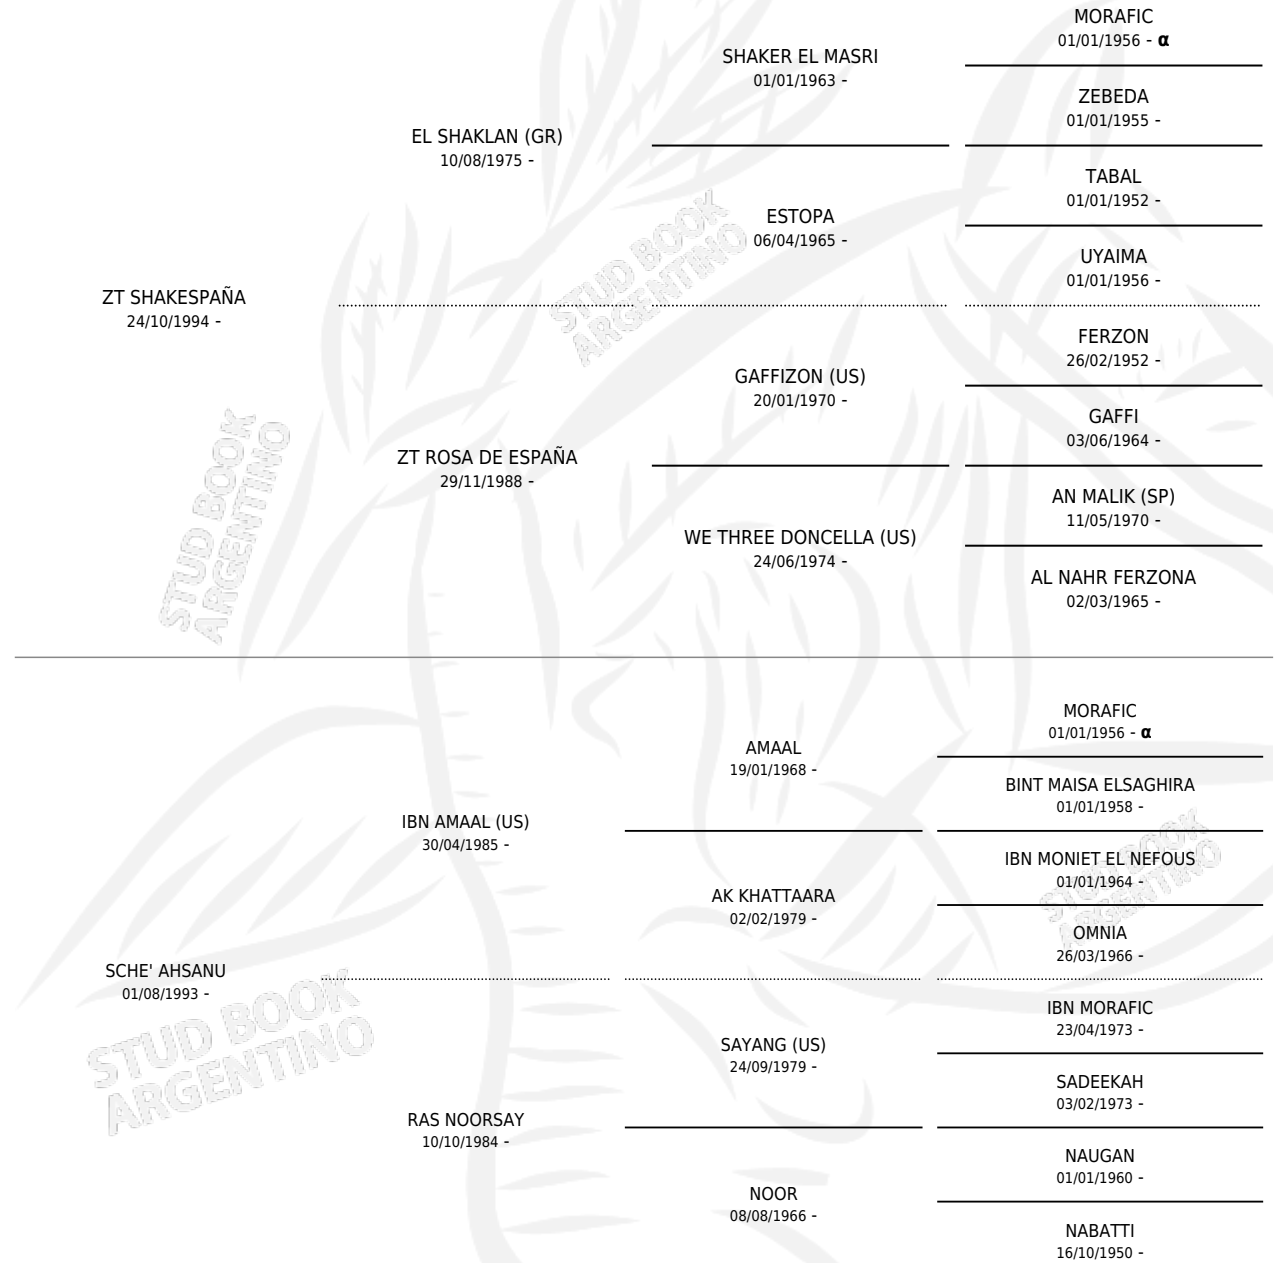 MORAFIC
01/01/1956 - α
SHAKER EL MASRI
01/01/1963 -
ZEBEDA
01/01/1955 -
EL SHAKLAN (GR)
10/08/1975 -
TABAL
01/01/1952 -
ESTOPA
06/04/1965 -
UYAIMA
01/01/1956 -
STUD BOOK
ARGENTINO
ZT SHAKESPAÑA
24/10/1994 -
FERZON
26/02/1952 -
GAFFIZON (US)
20/01/1970 -
GAFFI
03/06/1964 -
ZT ROSA DE ESPAÑA
29/11/1988 -
AN MALIK (SP)
11/05/1970 -
WE THREE DONCELLA (US)
24/06/1974 -
AL NAHR FERZONA
02/03/1965 -
STUD BOOK
ARGENTINO
MORAFIC
01/01/1956 - α
AMAAL
19/01/1968 -
BINT MAISA ELSAGHIRA
01/01/1958 -
IBN AMAAL (US)
30/04/1985 -
IBN MONIET EL NEFOUS
01/01/1964 -
AK KHATTAARA
02/02/1979 -
OMNIA
26/03/1966 -
STUD BOOK
ARGENTINO
SCHE' AHSANU
01/08/1993 -
IBN MORAFIC
23/04/1973 -
SAYANG (US)
24/09/1979 -
SADEEKAH
03/02/1973 -
STUD BOOK
ARGENTINO
RAS NOORSAY
10/10/1984 -
NAUGAN
01/01/1960 -
NOOR
08/08/1966 -
NABATTI
16/10/1950 -